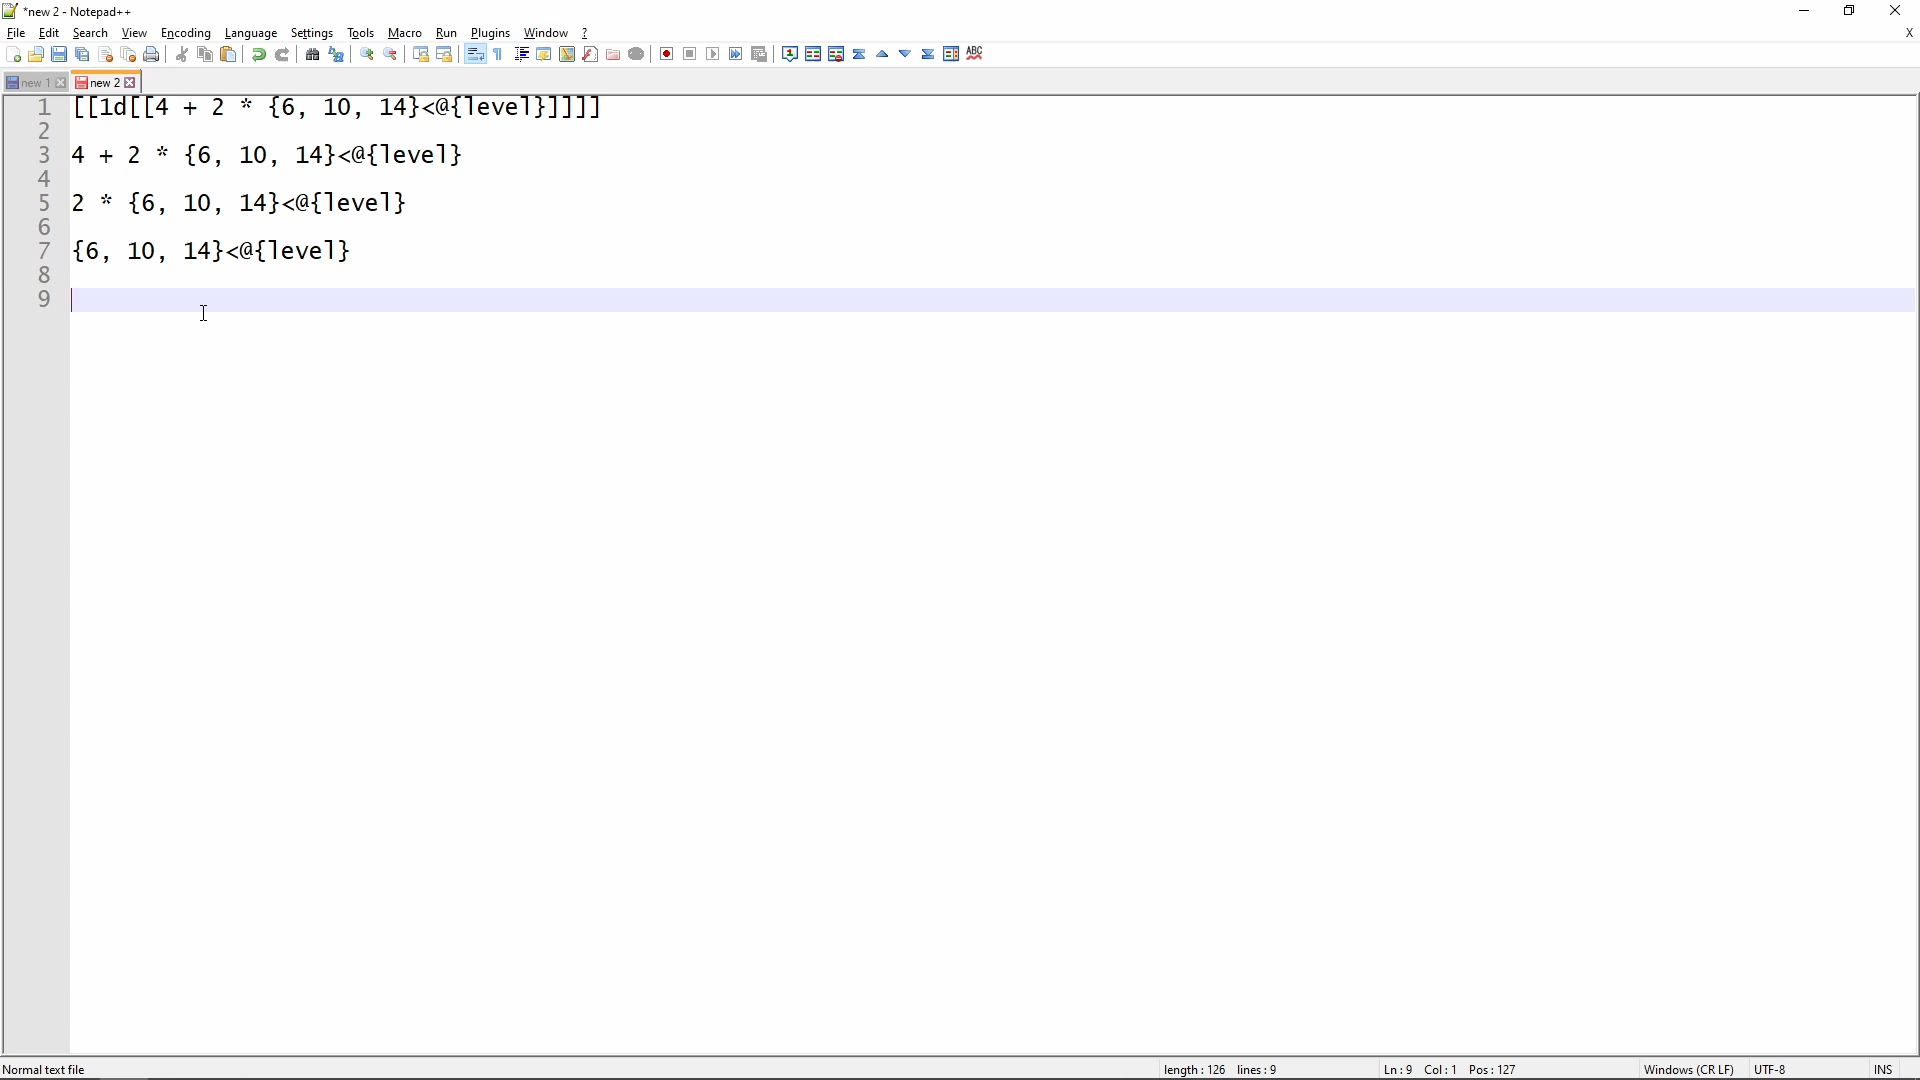 *new 2 - Notepad++
File Edit Search View Encoding Language Settings Tools Macro Run Plugins Window ? X
new 1 new 2
1 [[1d[[4 + 2 * {6, 10, 14}<@{level}]]]]]
2
3 4 + 2 * {6, 10, 14}<@{level}
4
5 2 * {6, 10, 14}<@{level}
6
7 {6, 10, 14}<@{level}
8
9
Normal text file length : 126 lines : 9 Ln : 9 Col : 1 Pos : 127 Windows (CR LF) UTF-8 INS